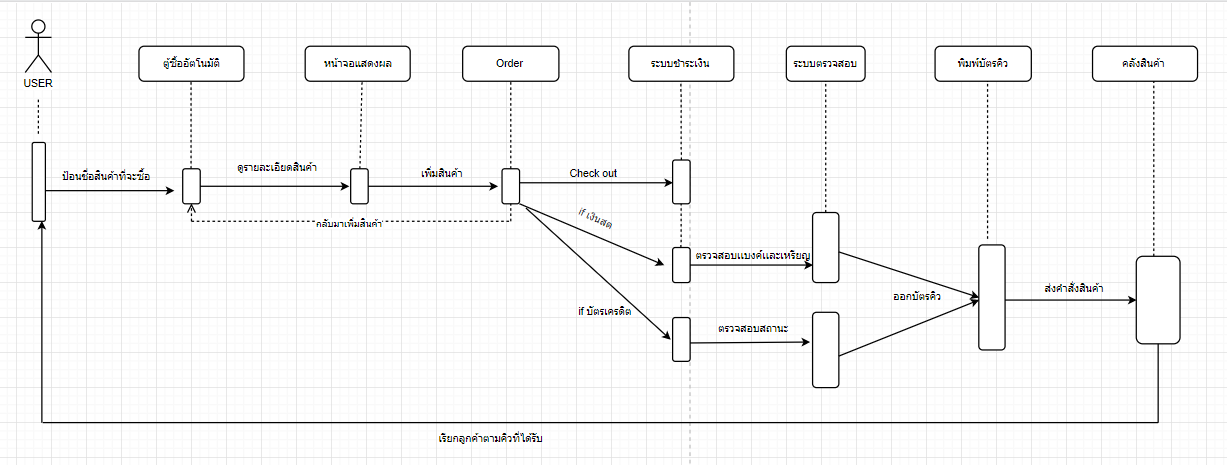 USER
ตู้ซื้ออัตโนมัติ
หน้าจอแสดงผล
Order
ระบบชำระเงิน
ระบบตรวจสอบ
พิมพ์บัตรคิว
คลังสินค้า
ป้อนชื่อสินค้าที่จะซื้อ
ดูรายละเอียดสินค้า
เพิ่มสินค้า
Check out
กลับมาเพิ่มสินค้า
if เงินสด
ตรวจสอบแบงค์และเหรียญ
ออกบัตรคิว
ส่งคำสั่งสินค้า
if บัตรเครดิต
ตรวจสอบสถานะ
เรียกลูกค้าตามคิวที่ได้รับ